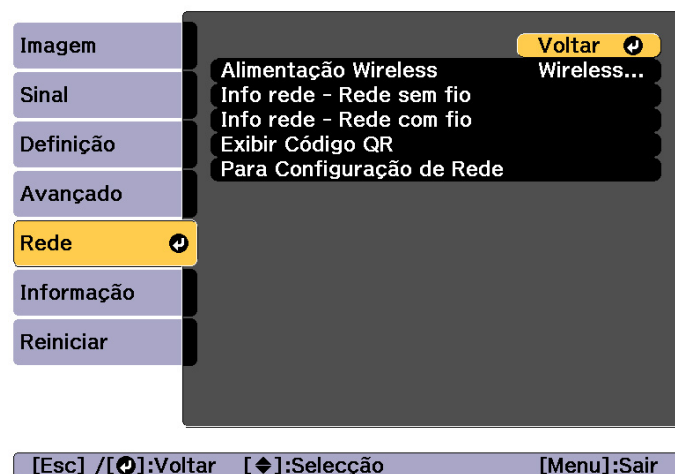 Imagem
Sinal
Definição
Avançado
Rede
Informação
Reiniciar
Voltar
Alimentação Wireless Wireless...
Info rede - Rede sem fio
Info rede - Rede com fio
Exibir Código QR
Para Configuração de Rede
[Esc] /[⏎]:Voltar [◆]:Selecção [Menu]:Sair